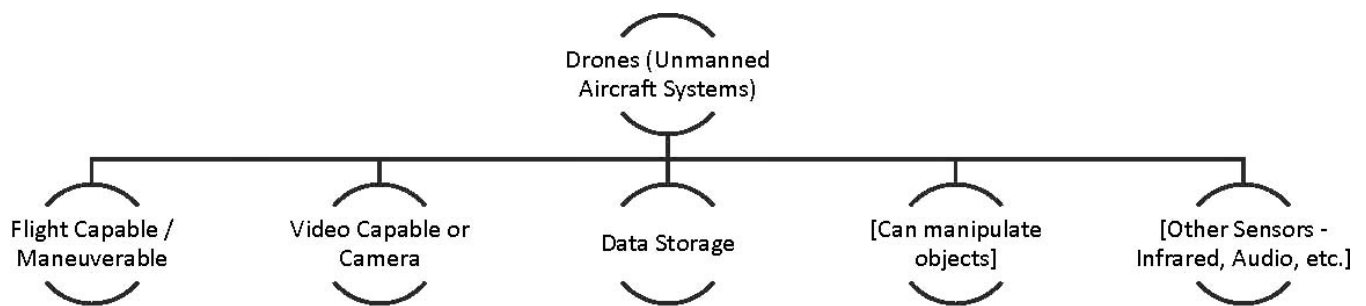 Drones (Unmanned
Aircraft Systems)
Flight Capable /
Maneuverable
Video Capable or
Camera
Data Storage
[Can manipulate
objects]
[Other Sensors -
Infrared, Audio, etc.]